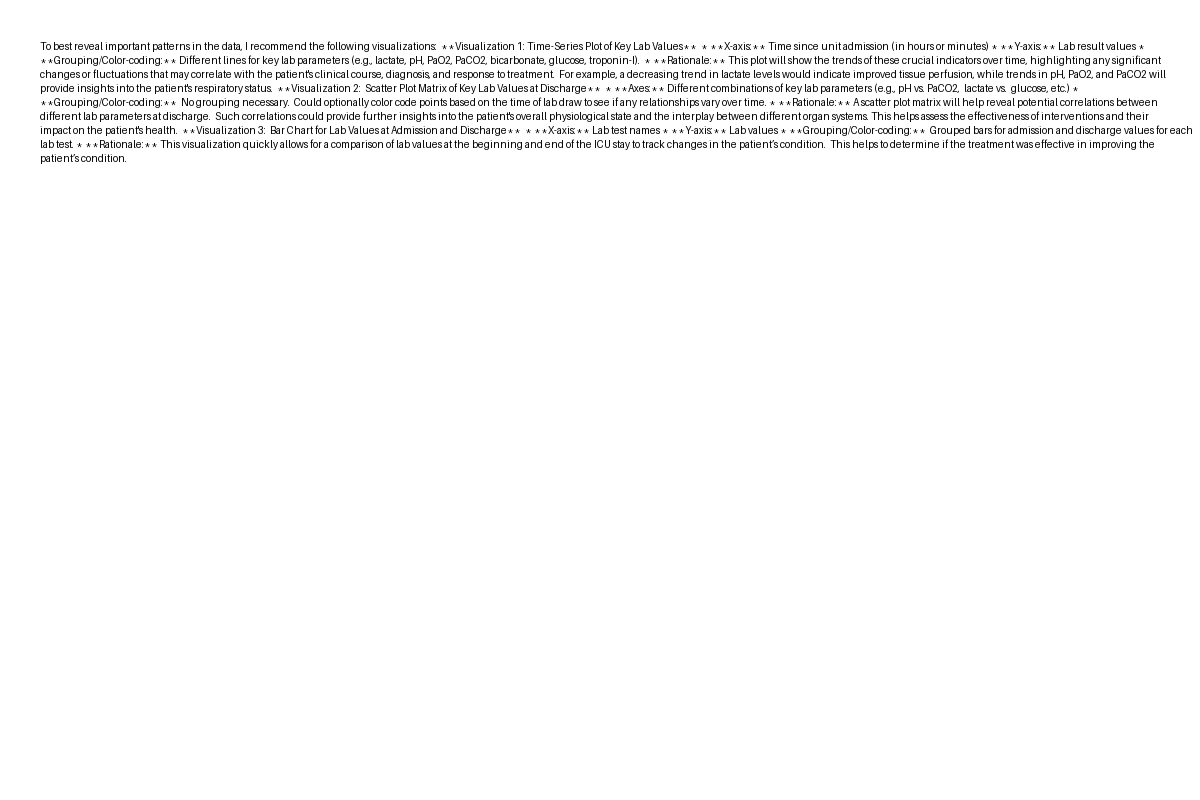 To best reveal important patterns in the data, I recommend the following visualizations:  **Visualization 1: Time-Series Plot of Key Lab Values**  * **X-axis:** Time since unit admission (in hours or minutes) * **Y-axis:** Lab result values *
**Grouping/Color-coding:** Different lines for key lab parameters (e.g., lactate, pH, PaO2, PaCO2, bicarbonate, glucose, troponin-I).  * **Rationale:** This plot will show the trends of these crucial indicators over time, highlighting any significant
changes or fluctuations that may correlate with the patient's clinical course, diagnosis, and response to treatment.  For example, a decreasing trend in lactate levels would indicate improved tissue perfusion, while trends in pH, PaO2, and PaCO2 will
provide insights into the patient's respiratory status.  **Visualization 2:  Scatter Plot Matrix of Key Lab Values at Discharge**  * **Axes:** Different combinations of key lab parameters (e.g., pH vs. PaCO2,  lactate vs.  glucose, etc.) *
**Grouping/Color-coding:**  No grouping necessary.  Could optionally color code points based on the time of lab draw to see if any relationships vary over time. * **Rationale:** A scatter plot matrix will help reveal potential correlations between
different lab parameters at discharge.  Such correlations could provide further insights into the patient's overall physiological state and the interplay between different organ systems. This helps assess the effectiveness of interventions and their
impact on the patient's health.  **Visualization 3:  Bar Chart for Lab Values at Admission and Discharge**  * **X-axis:** Lab test names * **Y-axis:** Lab values * **Grouping/Color-coding:** Grouped bars for admission and discharge values for each
lab test. * **Rationale:** This visualization quickly allows for a comparison of lab values at the beginning and end of the ICU stay to track changes in the patient's condition.  This helps to determine if the treatment was effective in improving the
patient's condition.